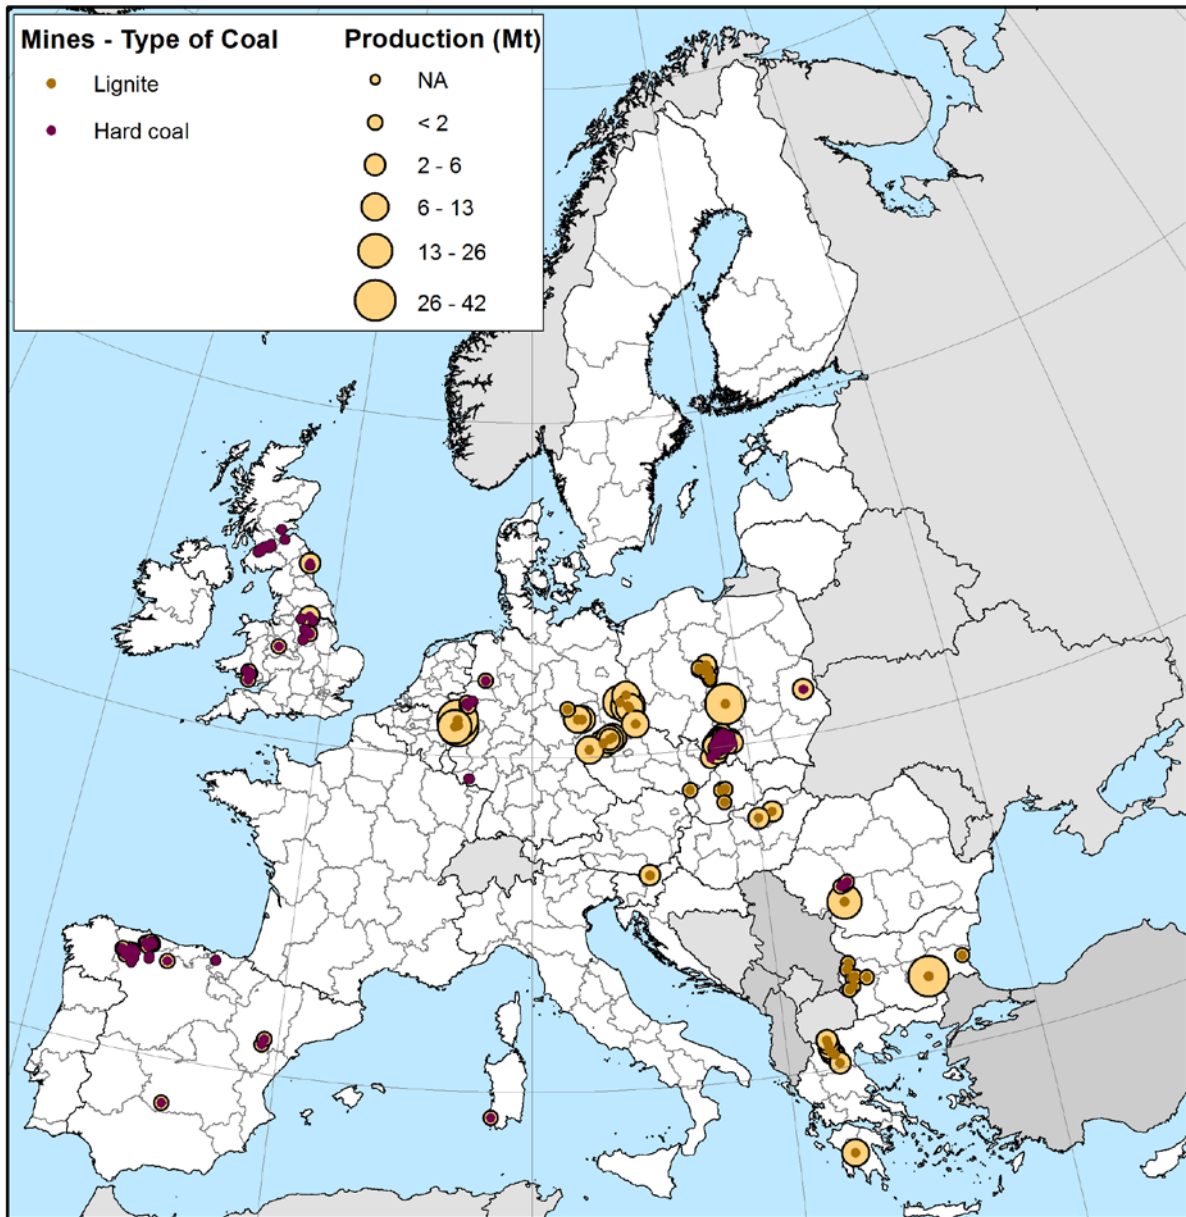 Mines - Type of Coal
Lignite
Hard coal
Production (Mt)
NA
< 2
2 - 6
6 - 13
13 - 26
26 - 42